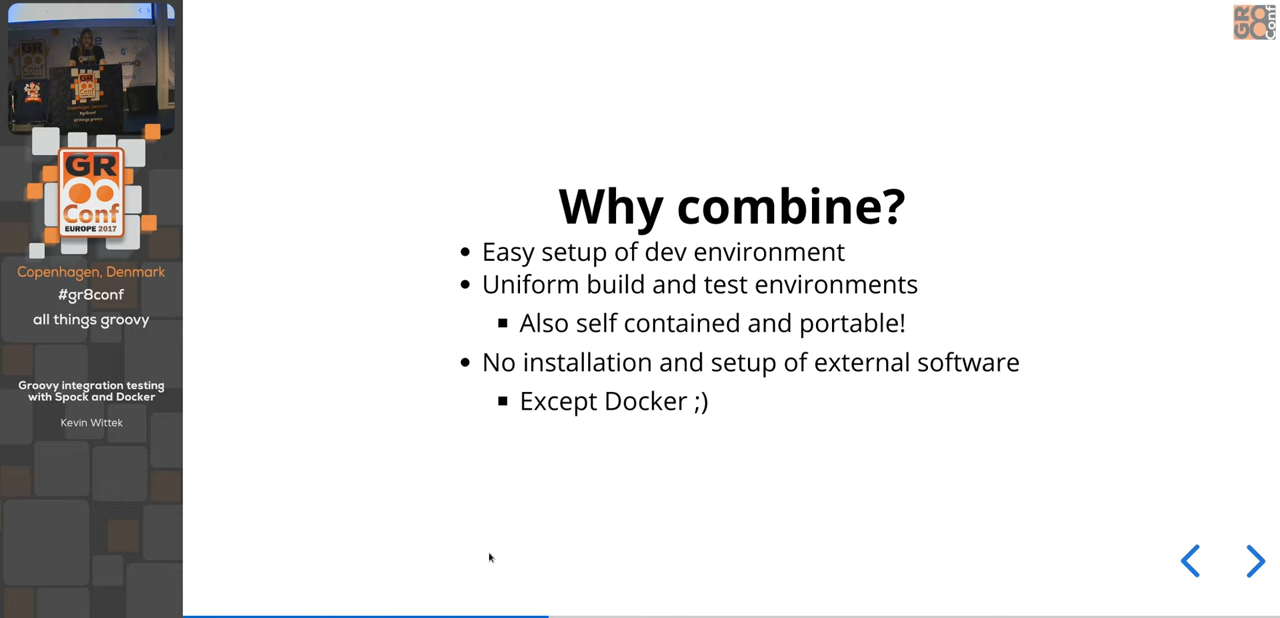 GR
Conf
EUROPE 2017
Copenhagen, Denmark
#gr8conf
all things groovy
Groovy integration testing
with Spock and Docker
Kevin Wittek
GR
Conf
Why combine?
Easy setup of dev environment
Uniform build and test environments
Also self contained and portable!
No installation and setup of external software
Except Docker ;)